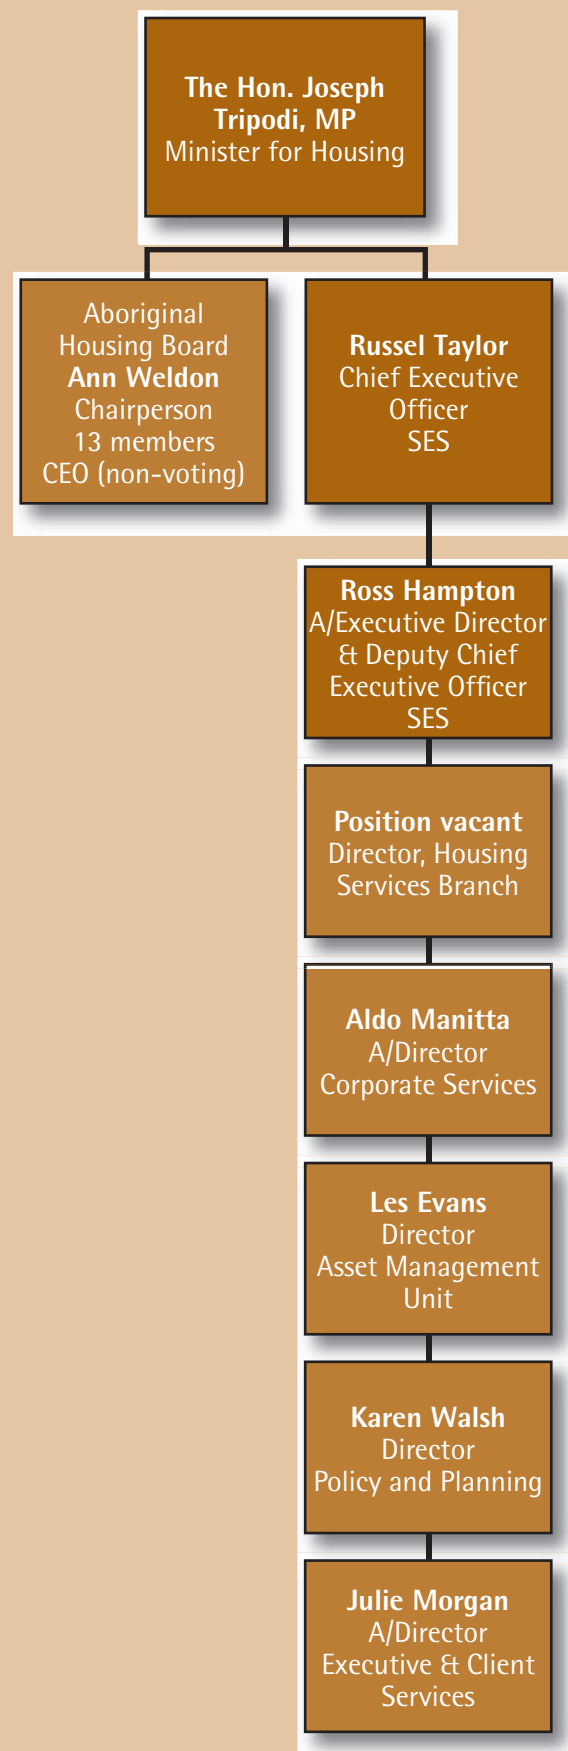 The Hon. Joseph
Tripodi, MP
Minister for Housing
Aboriginal
Housing Board
Ann Weldon
Chairperson
13 members
CEO (non-voting)
Russel Taylor
Chief Executive
Officer
SES
Ross Hampton
A/Executive Director
& Deputy Chief
Executive Officer
SES
Position vacant
Director, Housing
Services Branch
Aldo Manitta
A/Director
Corporate Services
Les Evans
Director
Asset Management
Unit
Karen Walsh
Director
Policy and Planning
Julie Morgan
A/Director
Executive & Client
Services